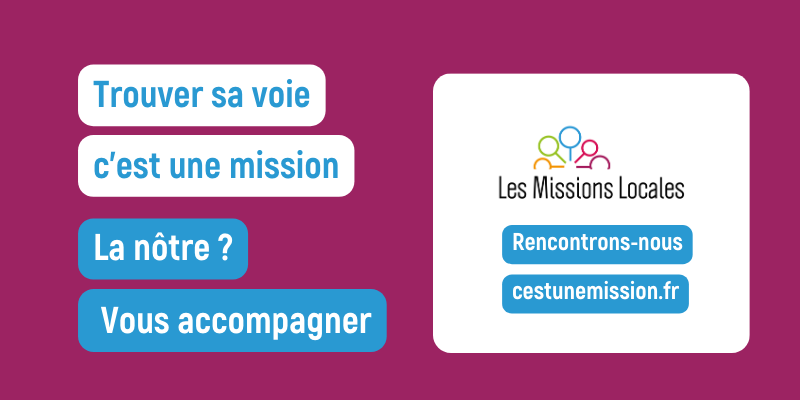 Trouver sa voie
c'est une mission
La nôtre ?
Vous accompagner
Les Missions Locales
Rencontrons-nous
cestunemission.fr